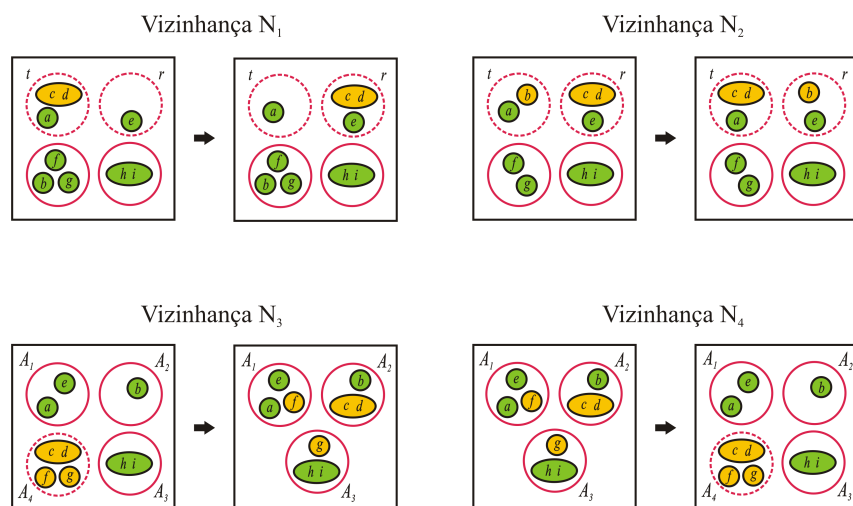 Vizinhança N1
Vizinhança N2
t r
c d
a e
f
b g
h i
t r
c d
a e
f
b g
h i
t r
b c d
a e
f
g
h i
t r
c d b
a e
f
g
h i
Vizinhança N3
Vizinhança N4
A1 A2
e b
a
c d
f g
h i
A4 A3
A1 A2
e b
a f c d
g
h i
A3
A1 A2
e b
a f c d
g
h i
A3
A1 A2
e b
a
c d
f g
h i
A4 A3